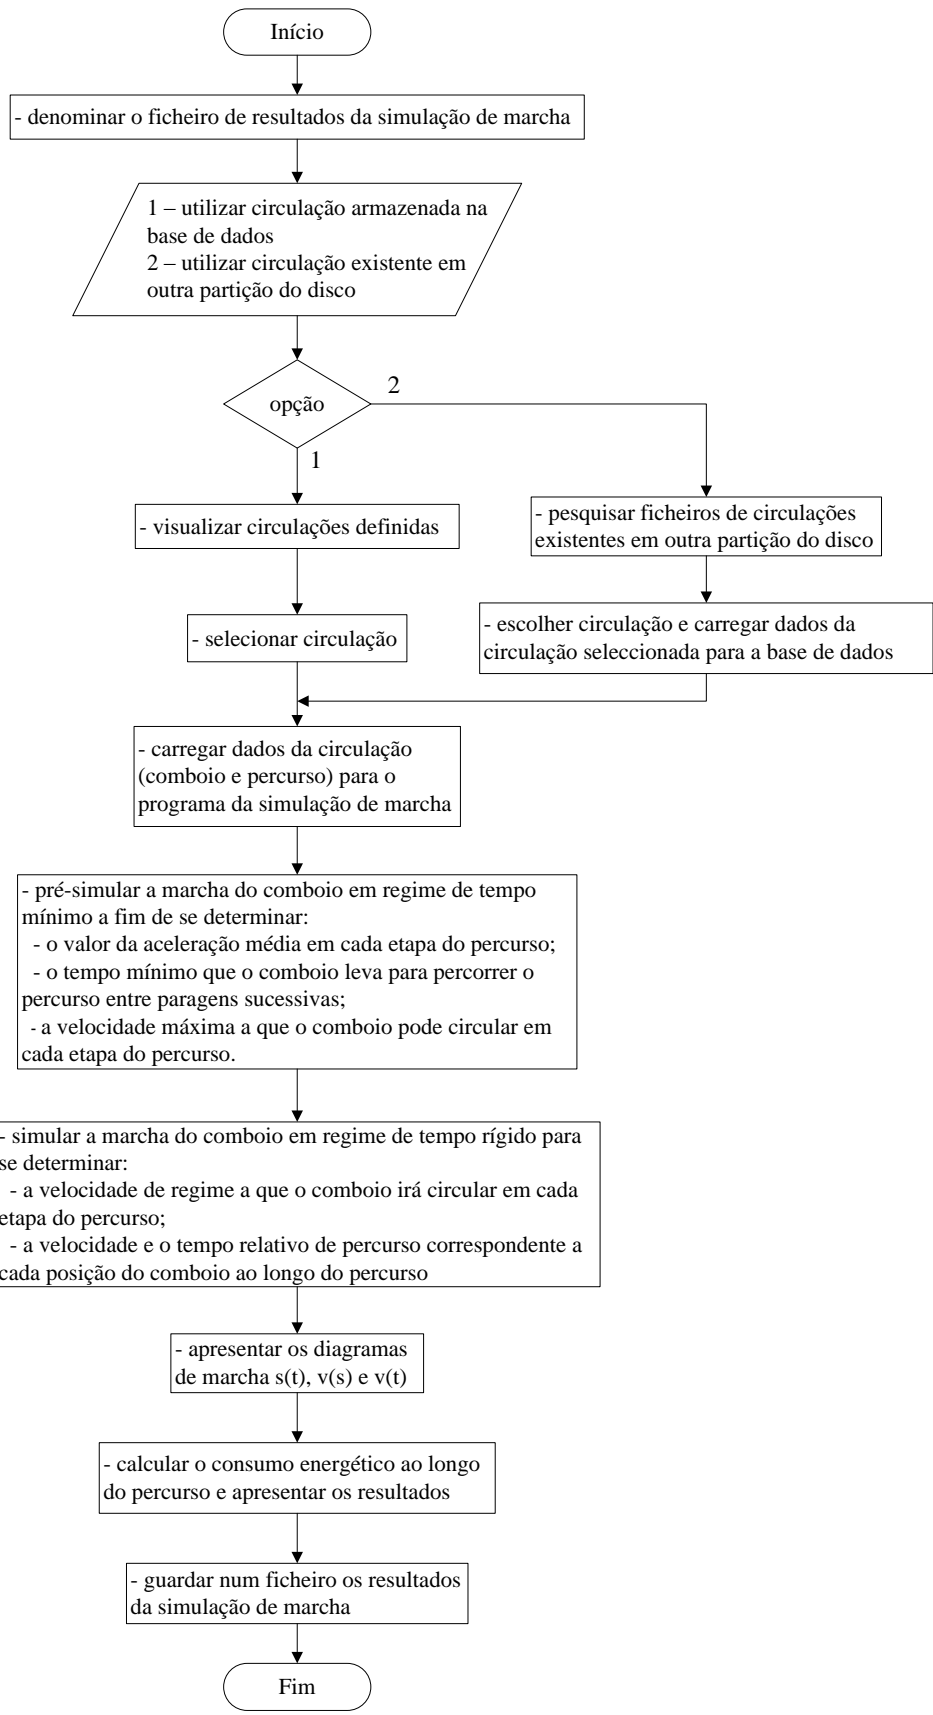 Início
- denominar o ficheiro de resultados da simulação de marcha
1 – utilizar circulação armazenada na
base de dados
2 – utilizar circulação existente em
outra partição do disco
opção
2
1
- visualizar circulações definidas
- pesquisar ficheiros de circulações
existentes em outra partição do disco
- selecionar circulação
- escolher circulação e carregar dados da
circulação seleccionada para a base de dados
- carregar dados da circulação
(comboio e percurso) para o
programa da simulação de marcha
- pré-simular a marcha do comboio em regime de tempo
mínimo a fim de se determinar:
- o valor da aceleração média em cada etapa do percurso;
- o tempo mínimo que o comboio leva para percorrer o
percurso entre paragens sucessivas;
- a velocidade máxima a que o comboio pode circular em
cada etapa do percurso.
- simular a marcha do comboio em regime de tempo rígido para
se determinar:
- a velocidade de regime a que o comboio irá circular em cada
etapa do percurso;
- a velocidade e o tempo relativo de percurso correspondente a
cada posição do comboio ao longo do percurso
- apresentar os diagramas
de marcha s(t), v(s) e v(t)
- calcular o consumo energético ao longo
do percurso e apresentar os resultados
- guardar num ficheiro os resultados
da simulação de marcha
Fim